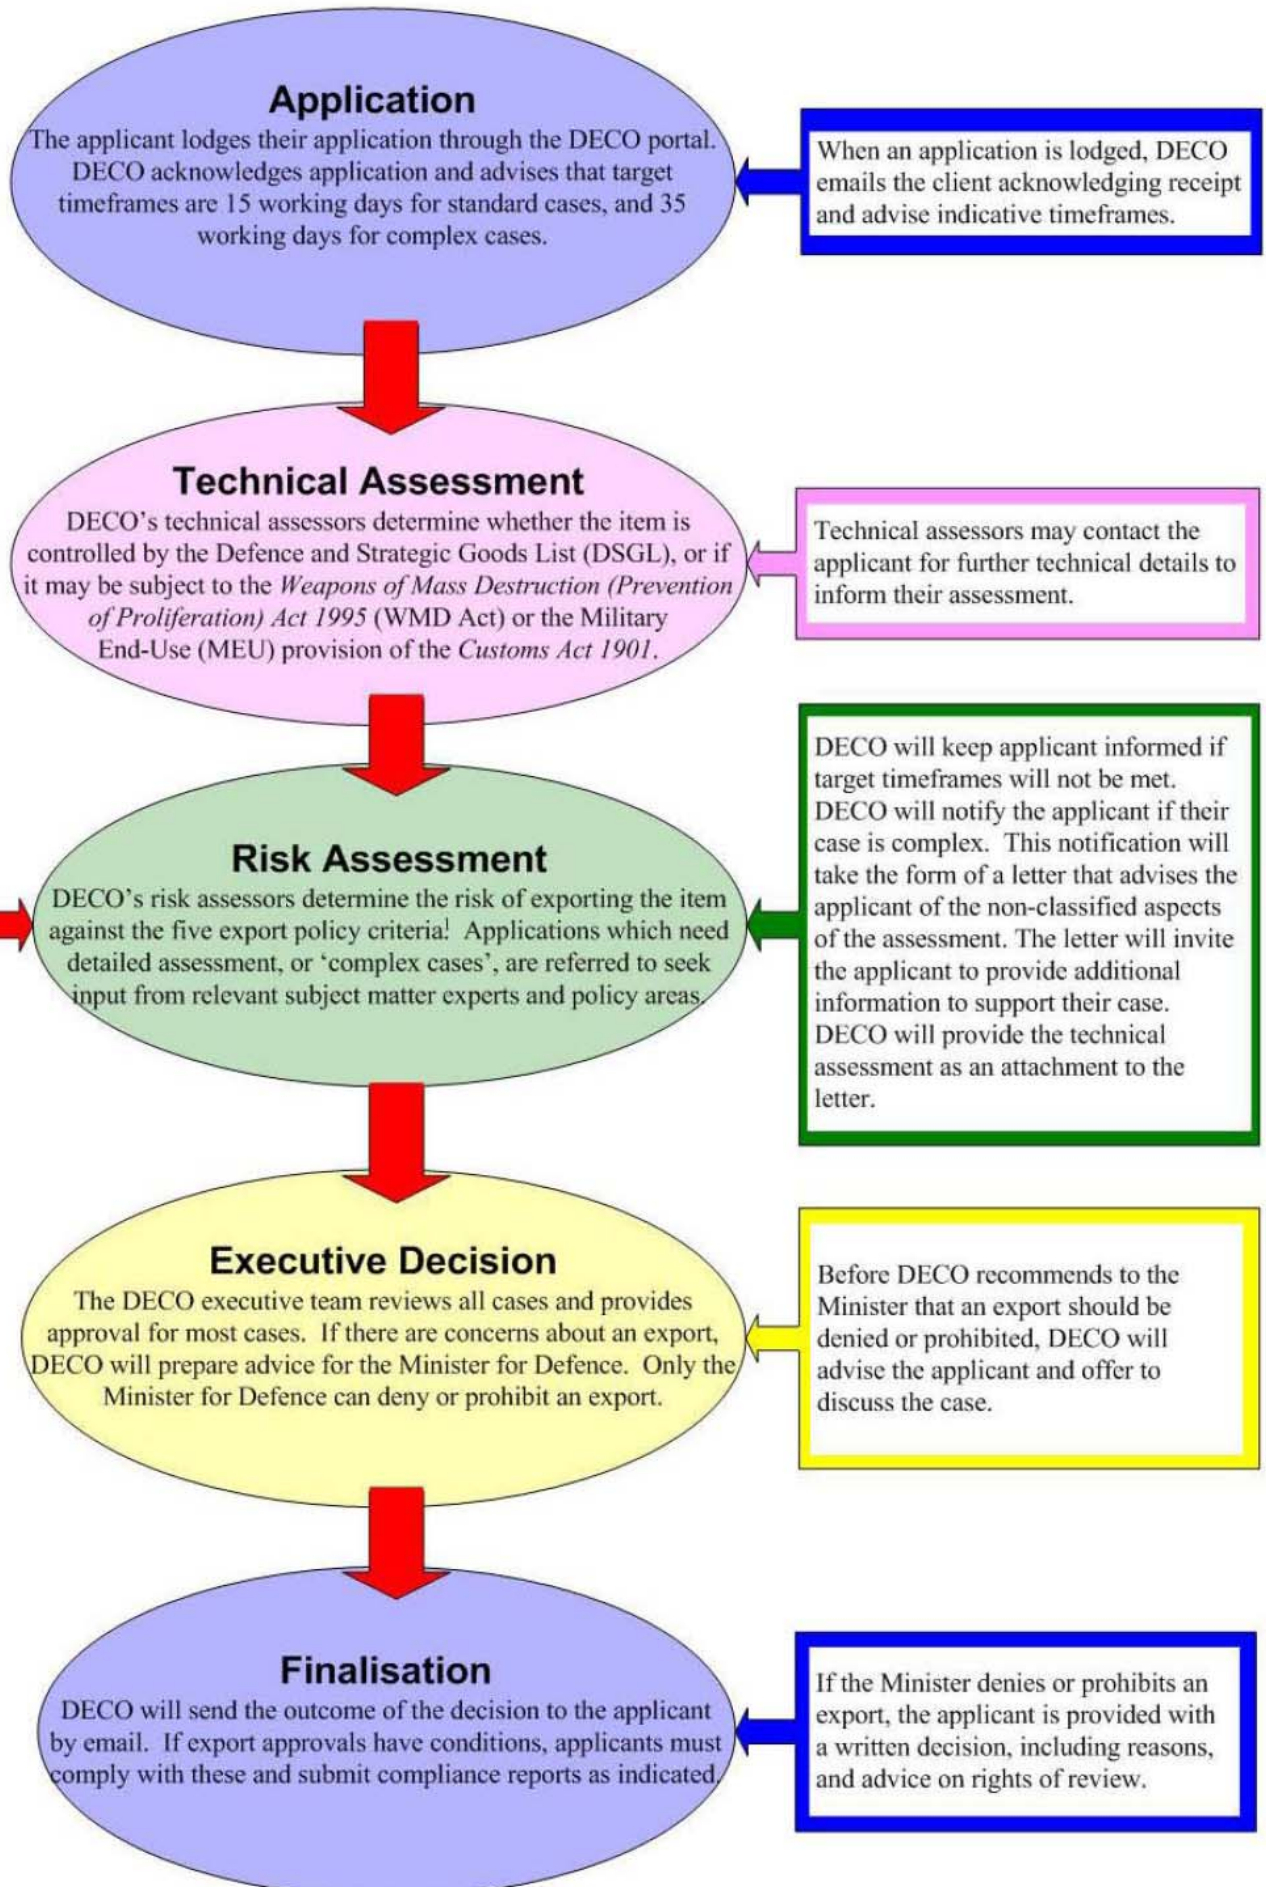 Application
The applicant lodges their application through the DECO portal.
DECO acknowledges application and advises that target
timeframes are 15 working days for standard cases, and 35
working days for complex cases.
When an application is lodged, DECO
emails the client acknowledging receipt
and advise indicative timeframes.
Technical Assessment
DECO's technical assessors determine whether the item is
controlled by the Defence and Strategic Goods List (DSGL), or if
it may be subject to the Weapons of Mass Destruction (Prevention
of Proliferation) Act 1995 (WMD Act) or the Military
End-Use (MEU) provision of the Customs Act 1901.
Technical assessors may contact the
applicant for further technical details to
inform their assessment.
Risk Assessment
DECO's risk assessors determine the risk of exporting the item
against the five export policy criteria! Applications which need
detailed assessment, or 'complex cases', are referred to seek
input from relevant subject matter experts and policy areas.
DECO will keep applicant informed if
target timeframes will not be met.
DECO will notify the applicant if their
case is complex. This notification will
take the form of a letter that advises the
applicant of the non-classified aspects
of the assessment. The letter will invite
the applicant to provide additional
information to support their case.
DECO will provide the technical
assessment as an attachment to the
letter.
Executive Decision
The DECO executive team reviews all cases and provides
approval for most cases. If there are concerns about an export,
DECO will prepare advice for the Minister for Defence. Only the
Minister for Defence can deny or prohibit an export.
Before DECO recommends to the
Minister that an export should be
denied or prohibited, DECO will
advise the applicant and offer to
discuss the case.
Finalisation
DECO will send the outcome of the decision to the applicant
by email. If export approvals have conditions, applicants must
comply with these and submit compliance reports as indicated.
If the Minister denies or prohibits an
export, the applicant is provided with
a written decision, including reasons,
and advice on rights of review.